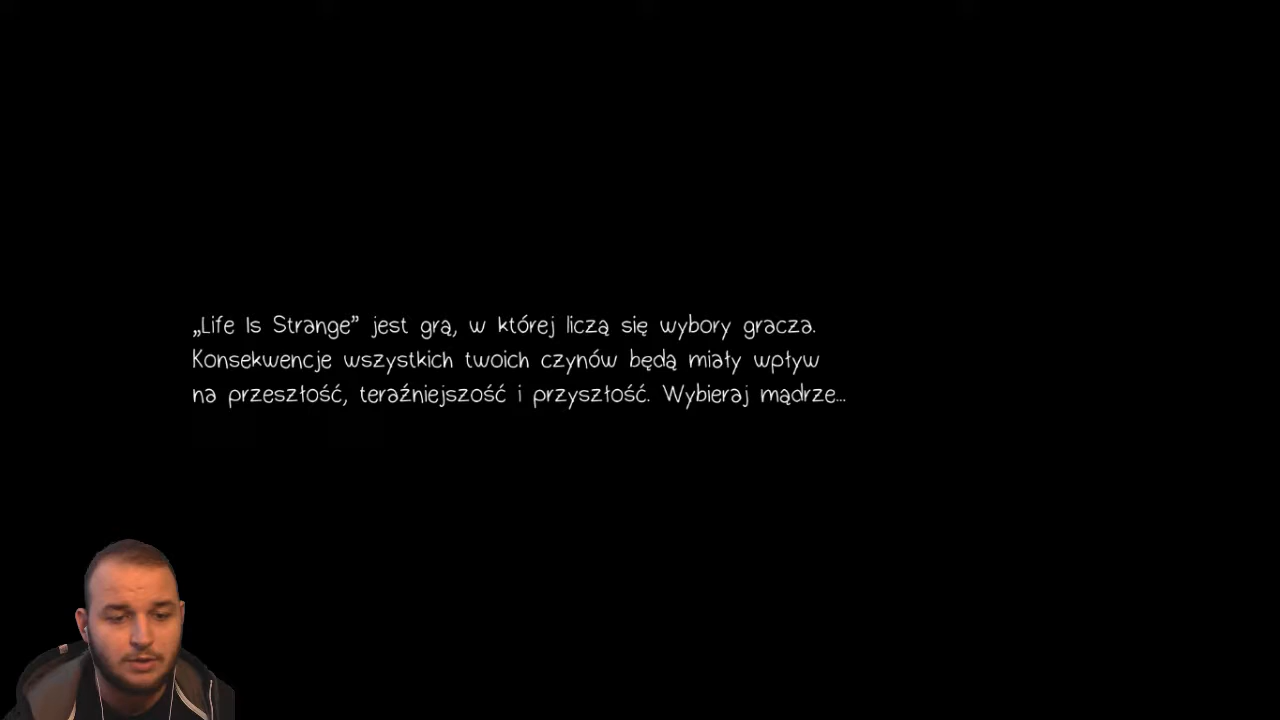 „Life Is Strange” jest grą, w której liczą się wybory gracza.
Konsekwencje wszystkich twoich czynów będą miały wpływ
na przeszłość, teraźniejszość i przyszłość. Wybieraj mądrze...